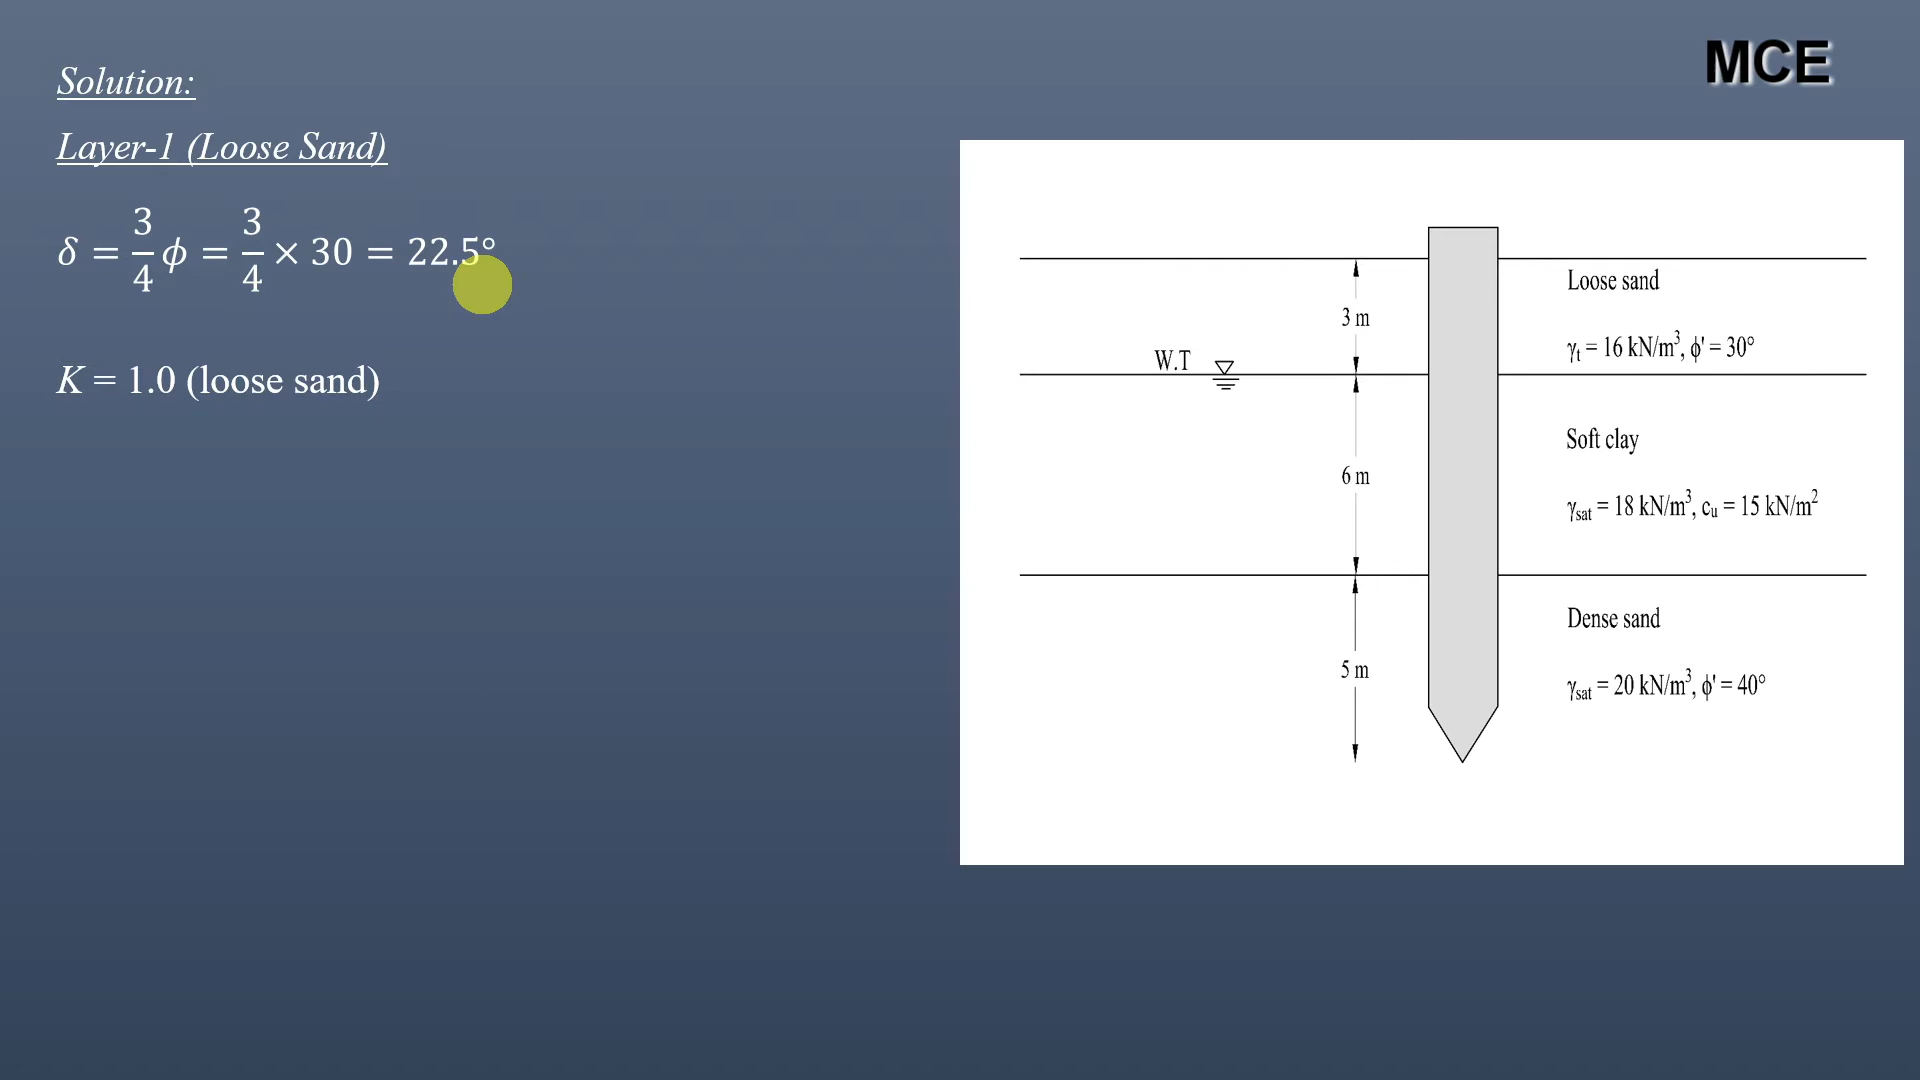 MCE
Solution:
Layer-1 (Loose Sand)
δ = 3/4 ϕ = 3/4 × 30 = 22.5°
K = 1.0 (loose sand)
Loose sand
3 m
γt = 16 kN/m³, ϕ' = 30°
W.T
Soft clay
6 m
γsat = 18 kN/m³, cu = 15 kN/m²
Dense sand
5 m
γsat = 20 kN/m³, ϕ' = 40°